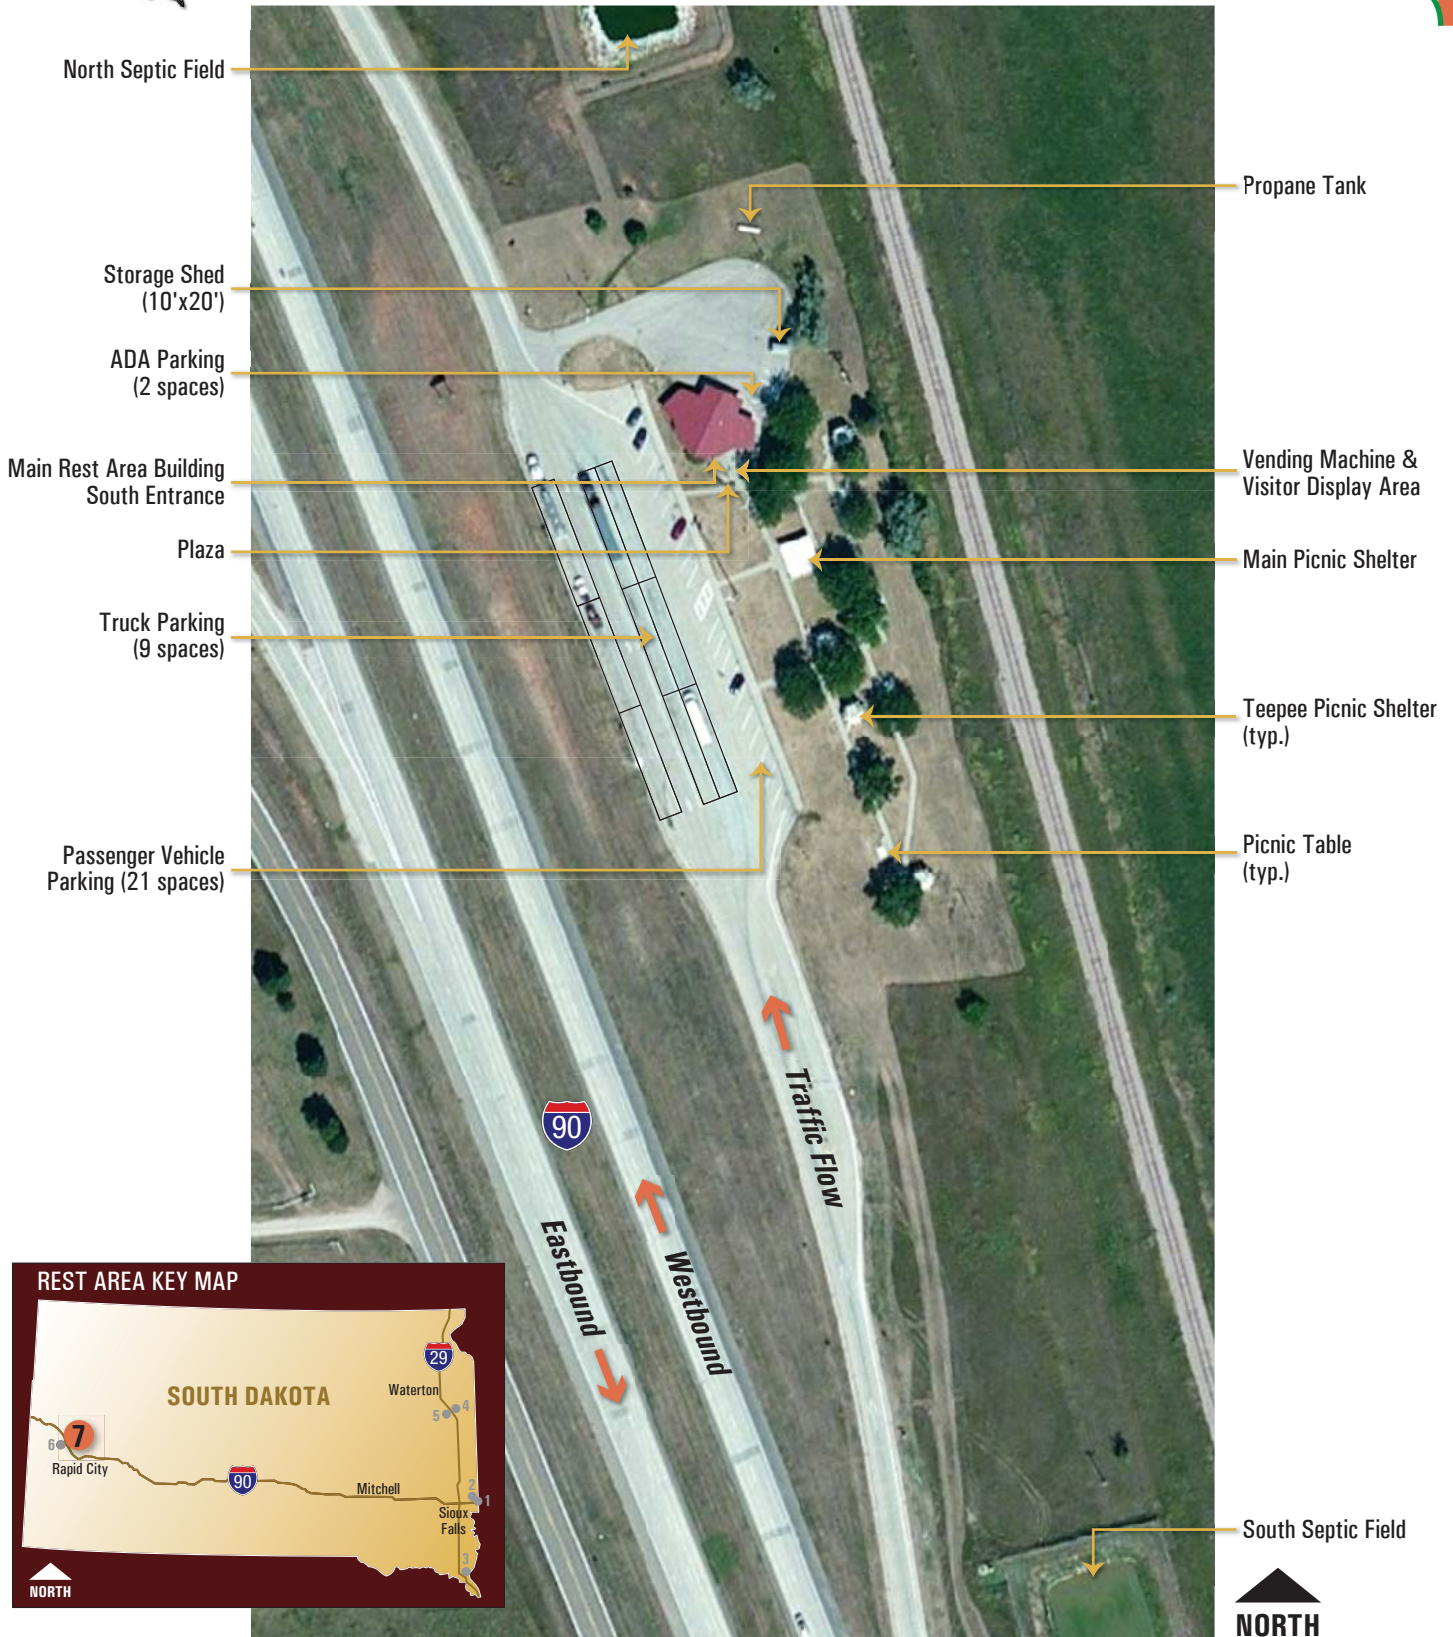 North Septic Field
Propane Tank
Storage Shed
(10'x20')
ADA Parking
(2 spaces)
Main Rest Area Building
South Entrance
Vending Machine &
Visitor Display Area
Plaza
Main Picnic Shelter
Truck Parking
(9 spaces)
Teepee Picnic Shelter
(typ.)
Passenger Vehicle
Parking (21 spaces)
Picnic Table
(typ.)
Traffic Flow
90
Eastbound
Westbound
REST AREA KEY MAP
29
SOUTH DAKOTA
Waterton
4
5
6
7
Rapid City
90
Mitchell
2
1
Sioux
Falls
3
NORTH
South Septic Field
NORTH